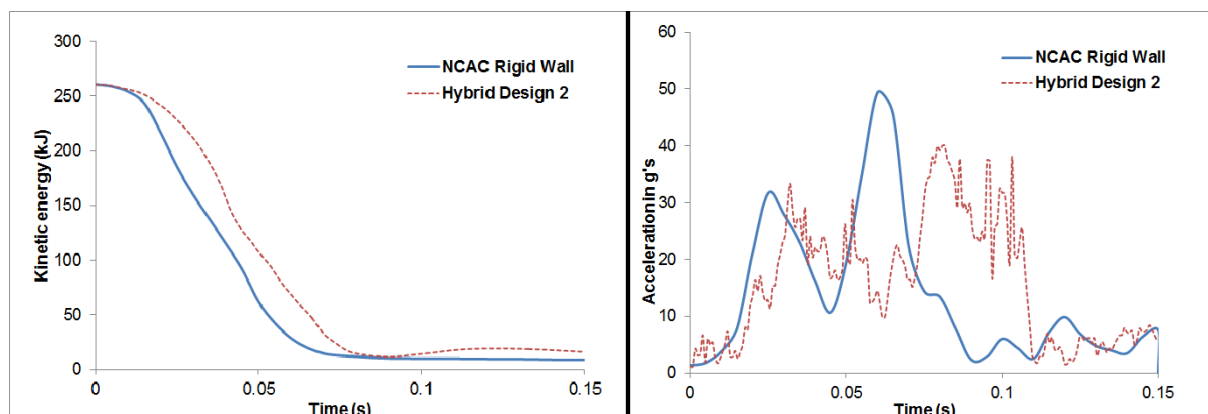 300
250
200
150
100
50
0
Kinetic energy (kJ)
NCAC Rigid Wall
Hybrid Design 2
0
0.05
0.1
0.15
Time (s)
60
50
40
30
20
10
0
Acceleration in g's
NCAC Rigid Wall
Hybrid Design 2
0
0.05
0.1
0.15
Time (s)